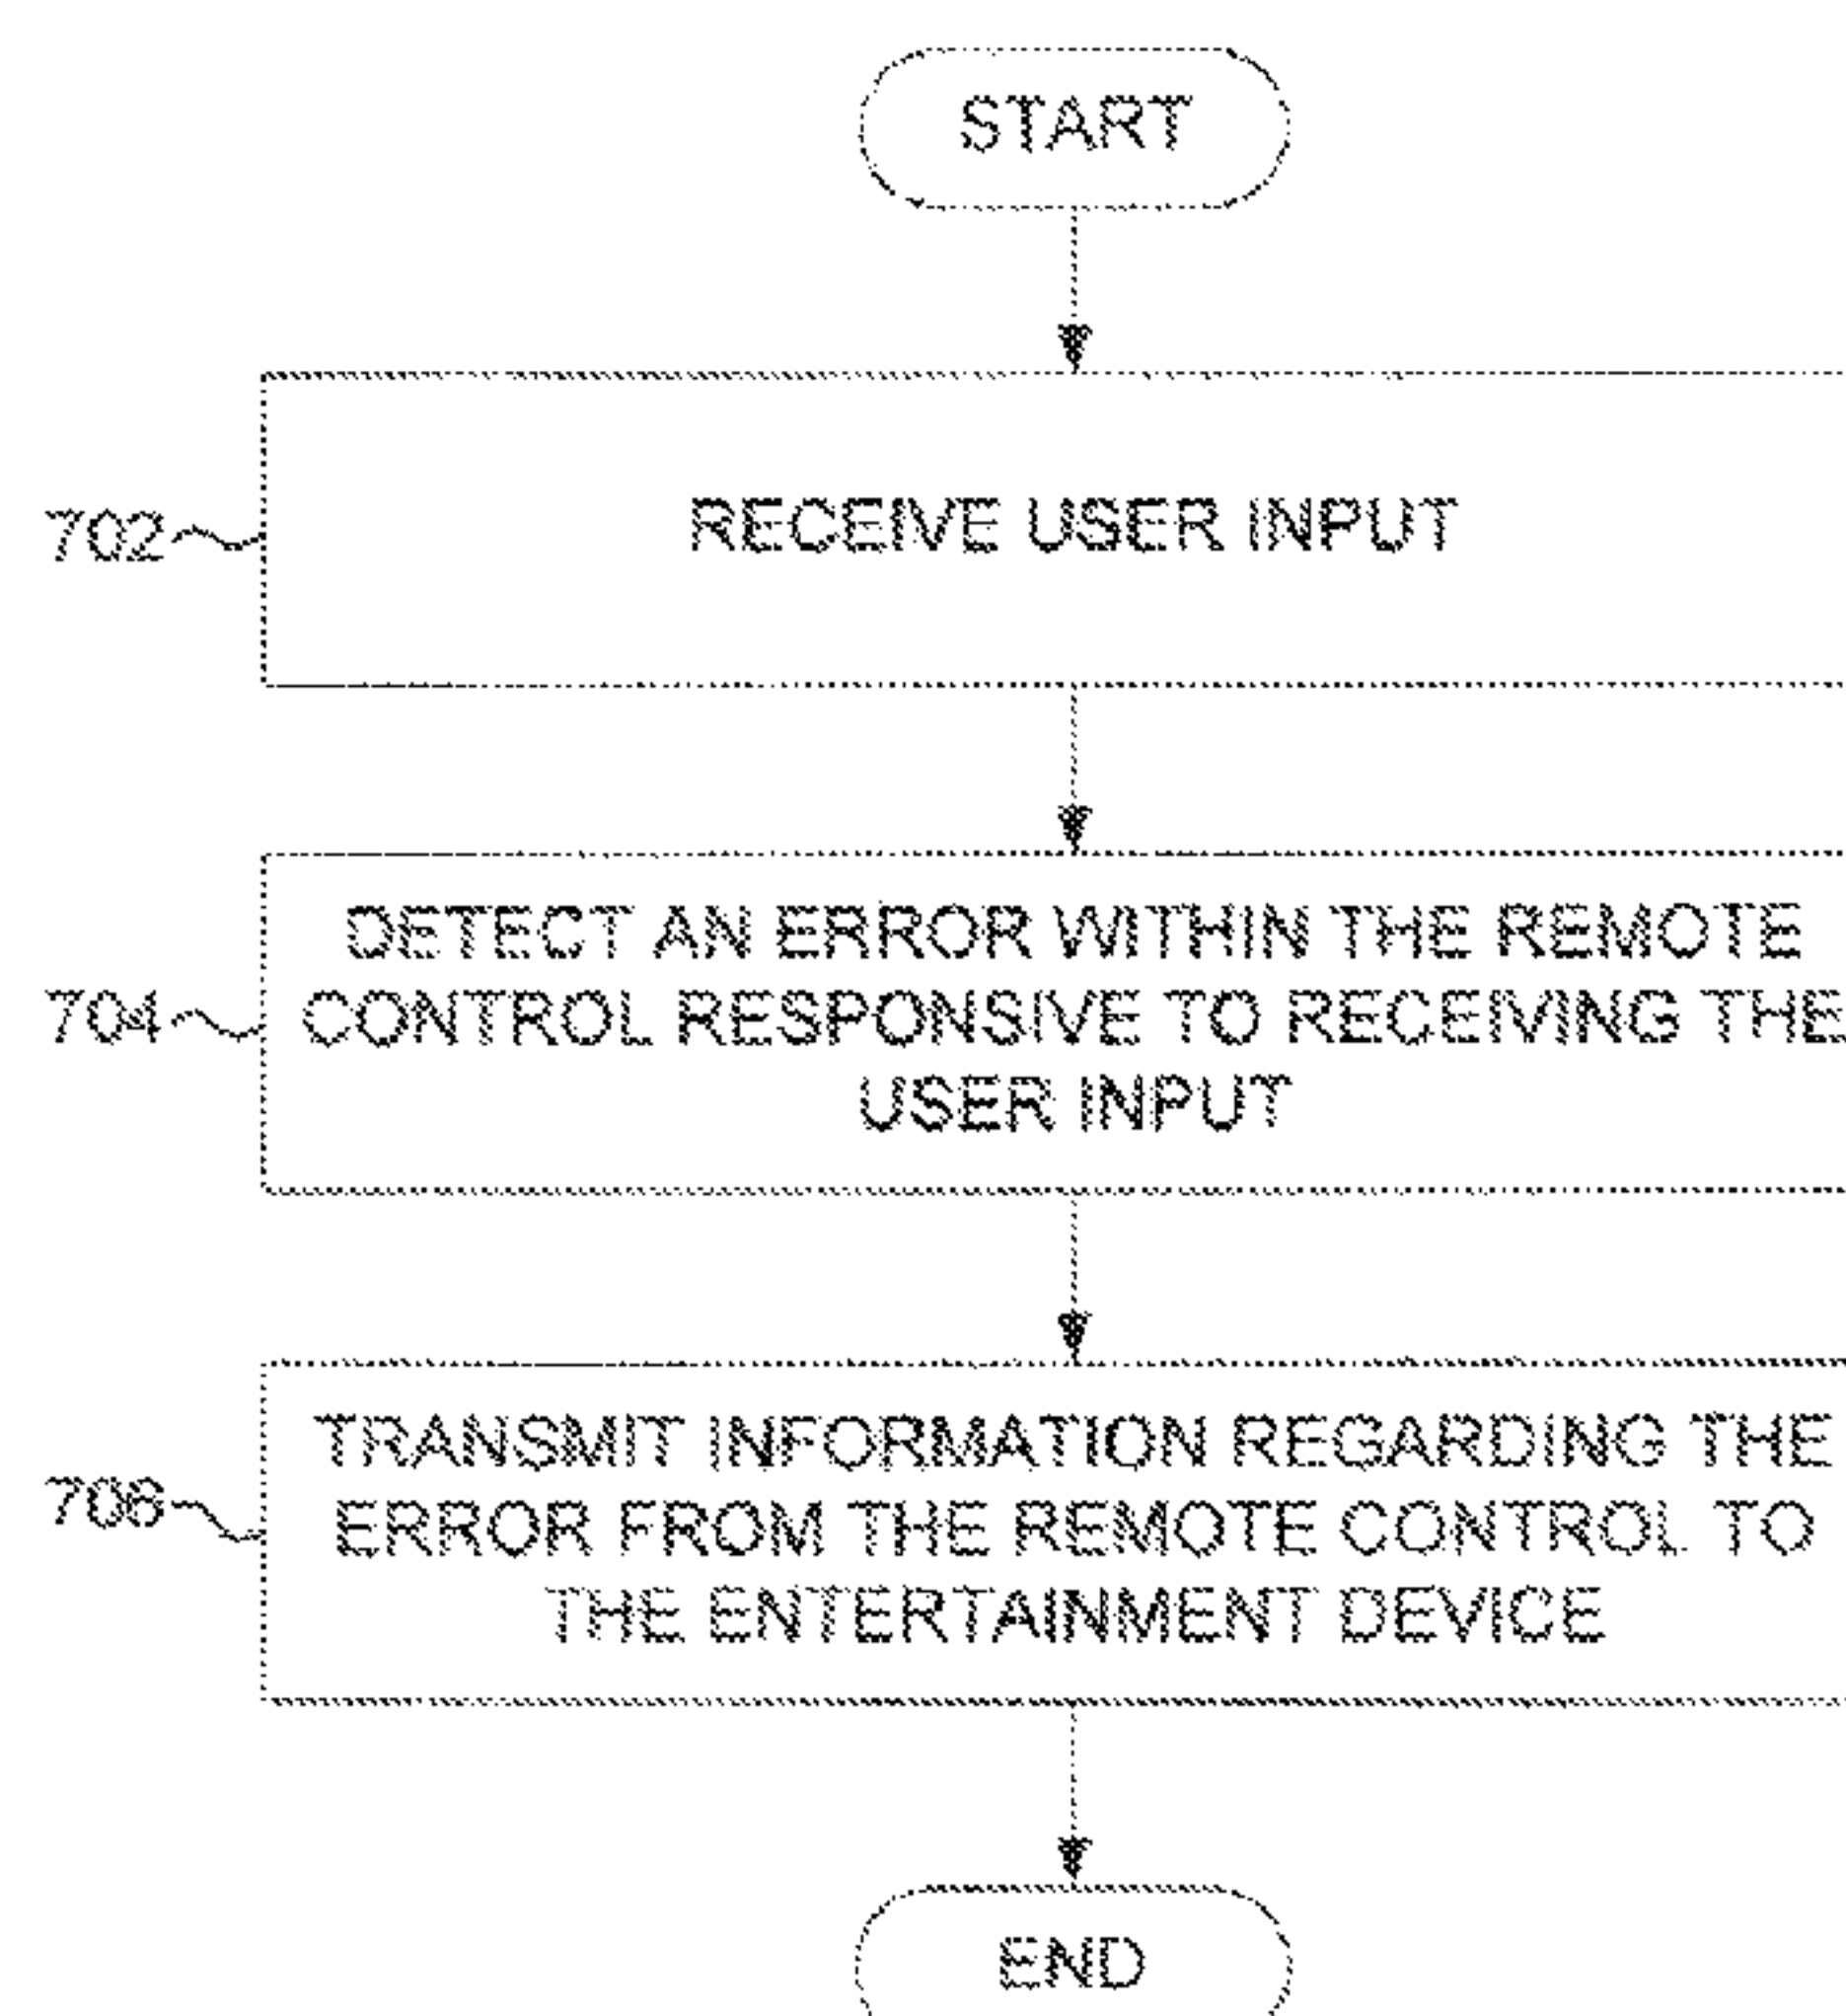 START
702
RECEIVE USER INPUT
704
DETECT AN ERROR WITHIN THE REMOTE
CONTROL RESPONSIVE TO RECEIVING THE
USER INPUT
706
TRANSMIT INFORMATION REGARDING THE
ERROR FROM THE REMOTE CONTROL TO
THE ENTERTAINMENT DEVICE
END